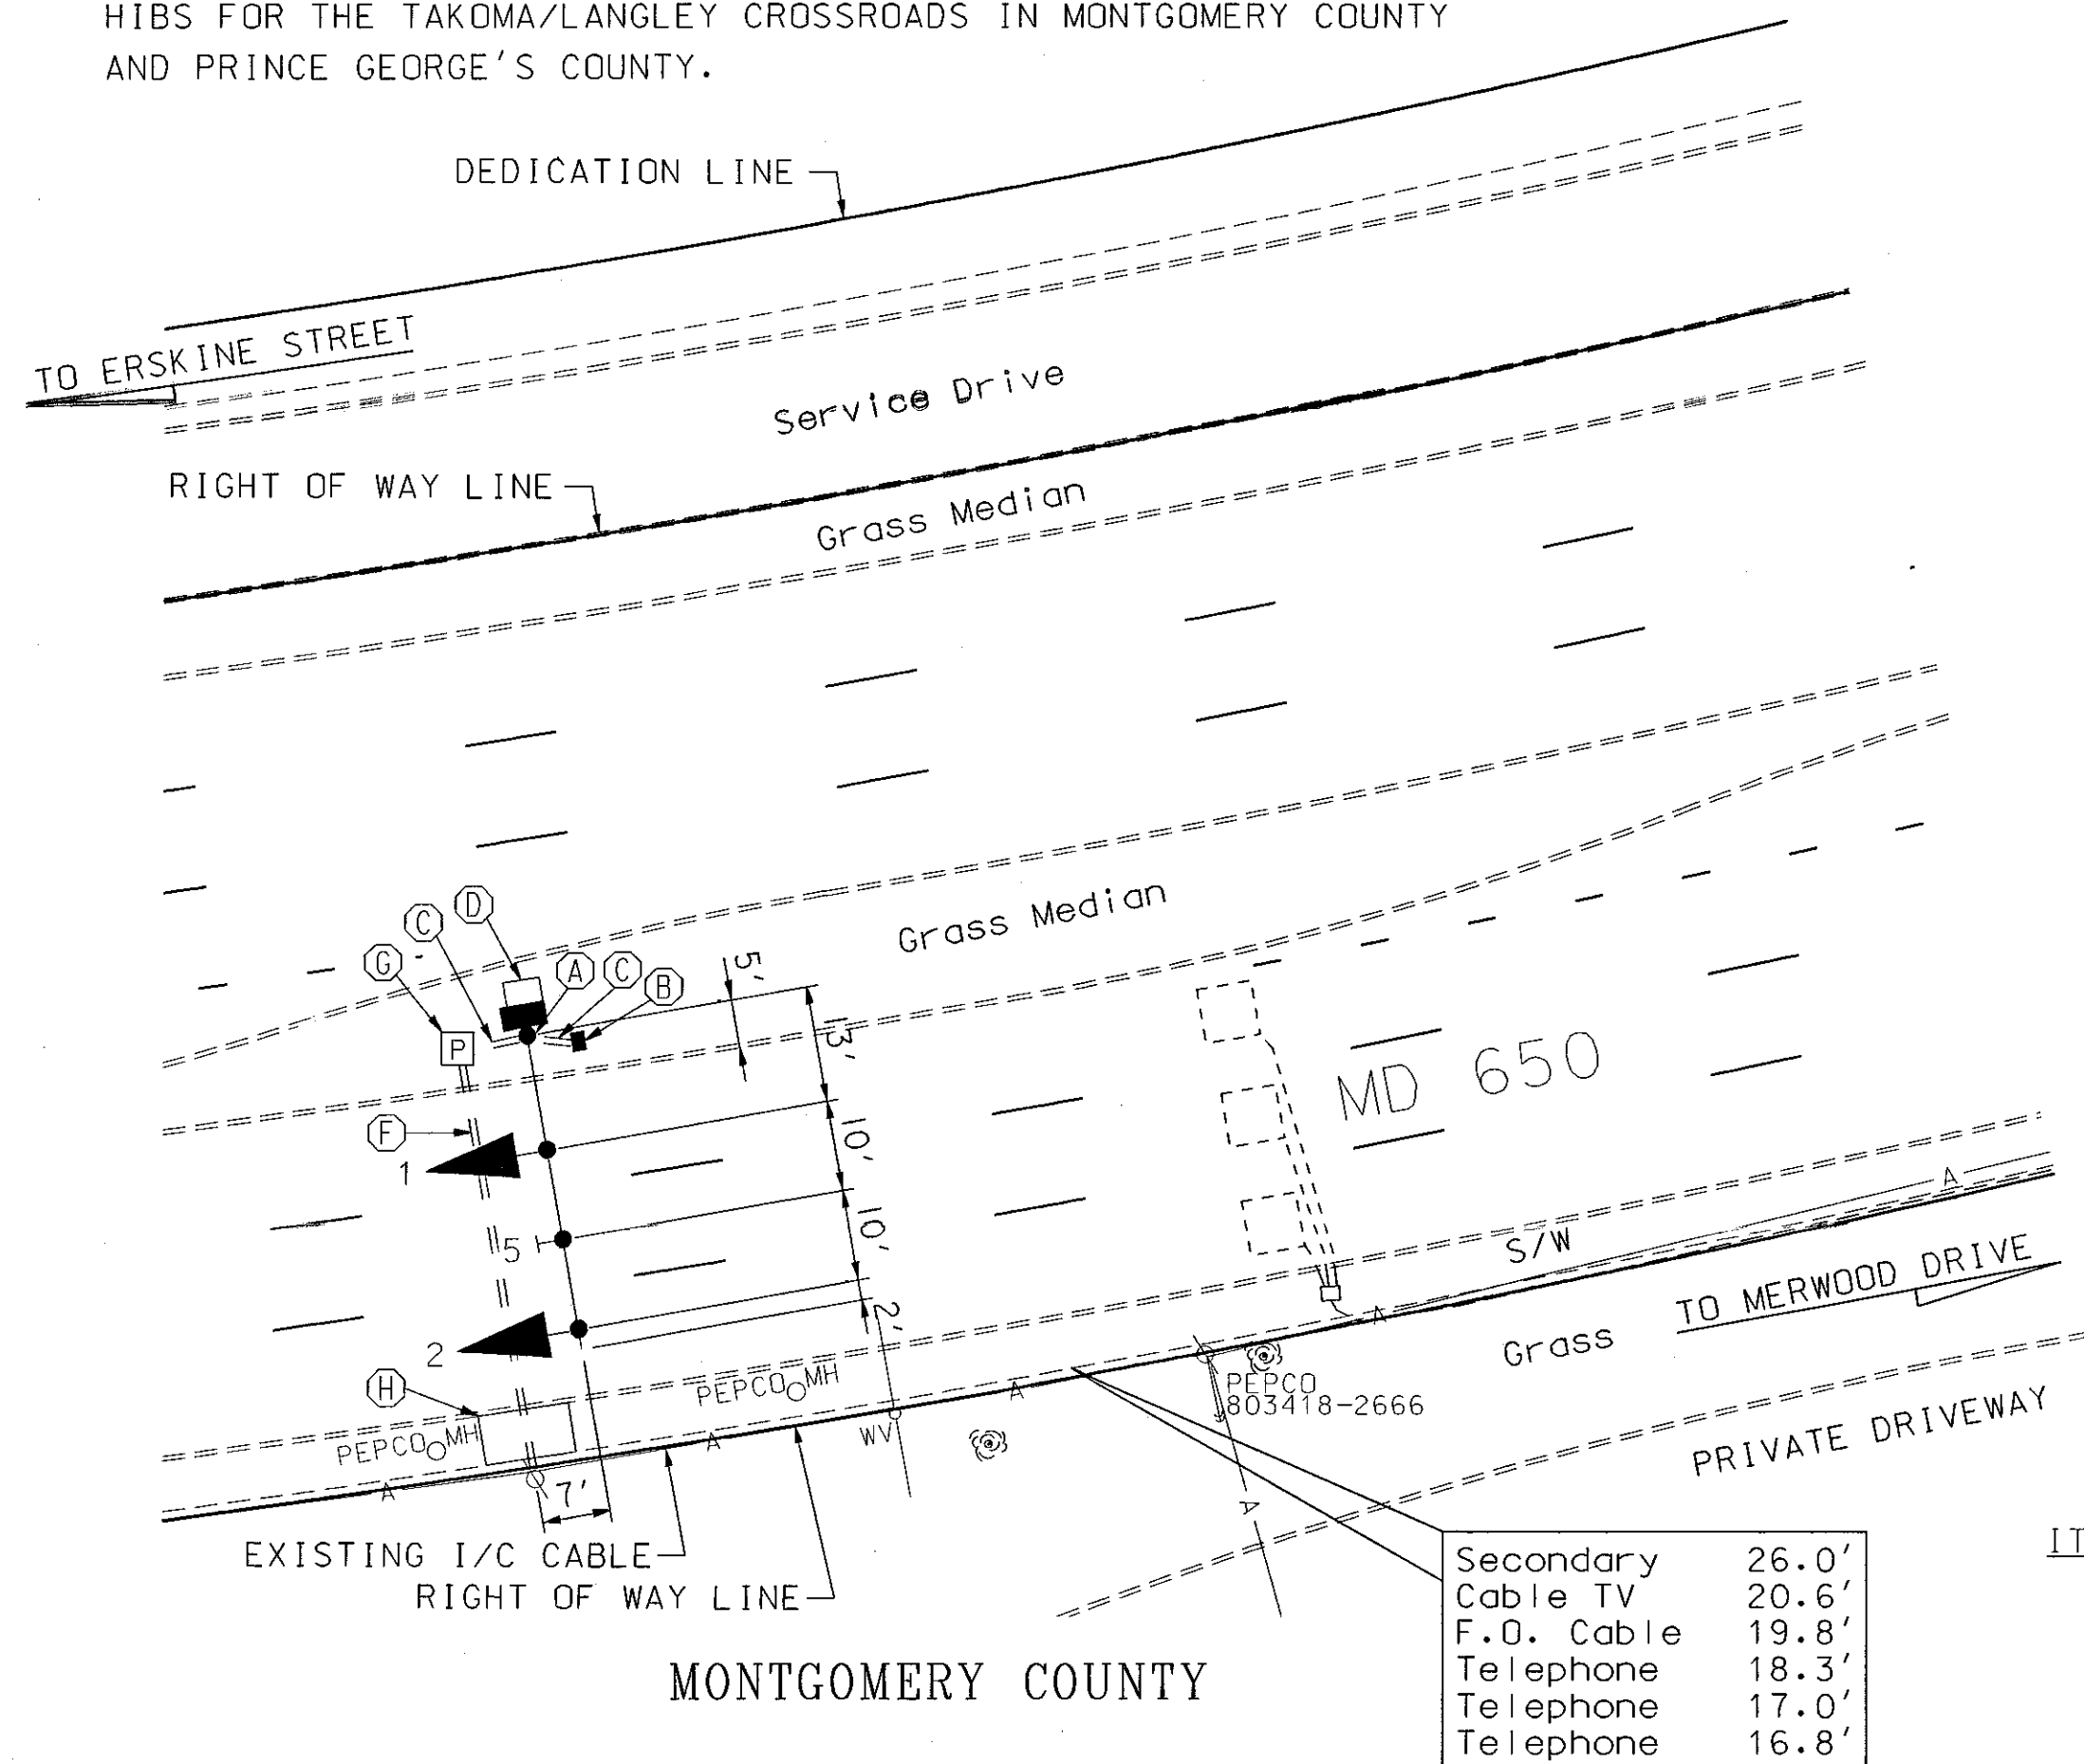 HIBS FOR THE TAKOMA/LANGLEY CROSSROADS IN MONTGOMERY COUNTY
AND PRINCE GEORGE'S COUNTY.
DEDICATION LINE
TO ERSKINE STREET
Service Drive
RIGHT OF WAY LINE
Grass Median
Grass Median
D
C
G
A
C
B
5'
P
13'
MD 650
F
1
10'
5
10'
A
S/W
2
2'
TO MERWOOD DRIVE
A
Grass
H
PEPCO MH
PEPCO
803418-2666
A
PEPCO MH
WV
A
A
7'
A
PRIVATE DRIVEWAY
EXISTING I/C CABLE
RIGHT OF WAY LINE
IT
Secondary 26.0'
Cable TV 20.6'
F.O. Cable 19.8'
Telephone 18.3'
Telephone 17.0'
Telephone 16.8'
MONTGOMERY COUNTY